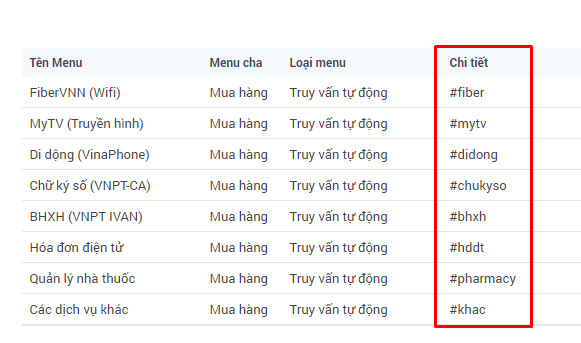 Tên Menu Menu cha Loại menu Chi tiết
FiberVNN (Wifi) Mua hàng Truy vấn tự động #fiber
MyTV (Truyền hình) Mua hàng Truy vấn tự động #mytv
Di dộng (VinaPhone) Mua hàng Truy vấn tự động #didong
Chữ ký số (VNPT-CA) Mua hàng Truy vấn tự động #chukyso
BHXH (VNPT IVAN) Mua hàng Truy vấn tự động #bhxh
Hóa đơn điện tử Mua hàng Truy vấn tự động #hddt
Quản lý nhà thuốc Mua hàng Truy vấn tự động #pharmacy
Các dịch vụ khác Mua hàng Truy vấn tự động #khac